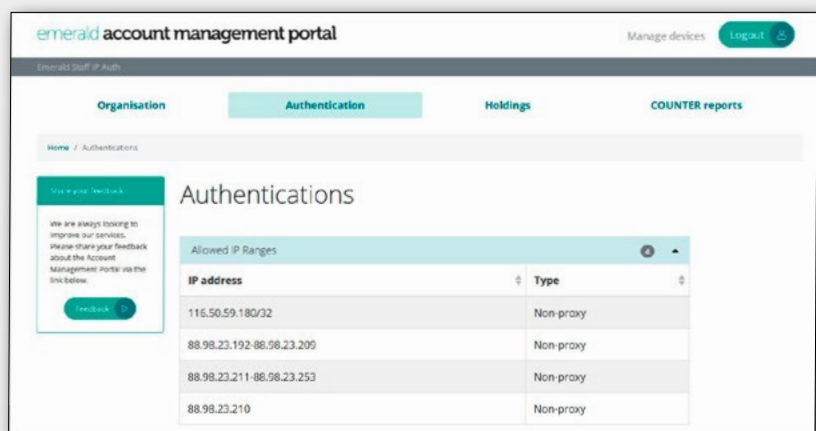 emerald account management portal
Manage devices
Logout
Emerald Staff IP Auth
Organisation
Authentication
Holdings
COUNTER reports
Home / Authentications
Share your feedback
We are always looking to
improve our services.
Please share your feedback
about the Account
Management Portal via the
link below.
Feedback
Authentications
Allowed IP Ranges
4
IP address
Type
116.50.59.180/32
Non-proxy
88.98.23.192-88.98.23.209
Non-proxy
88.98.23.211-88.98.23.253
Non-proxy
88.98.23.210
Non-proxy